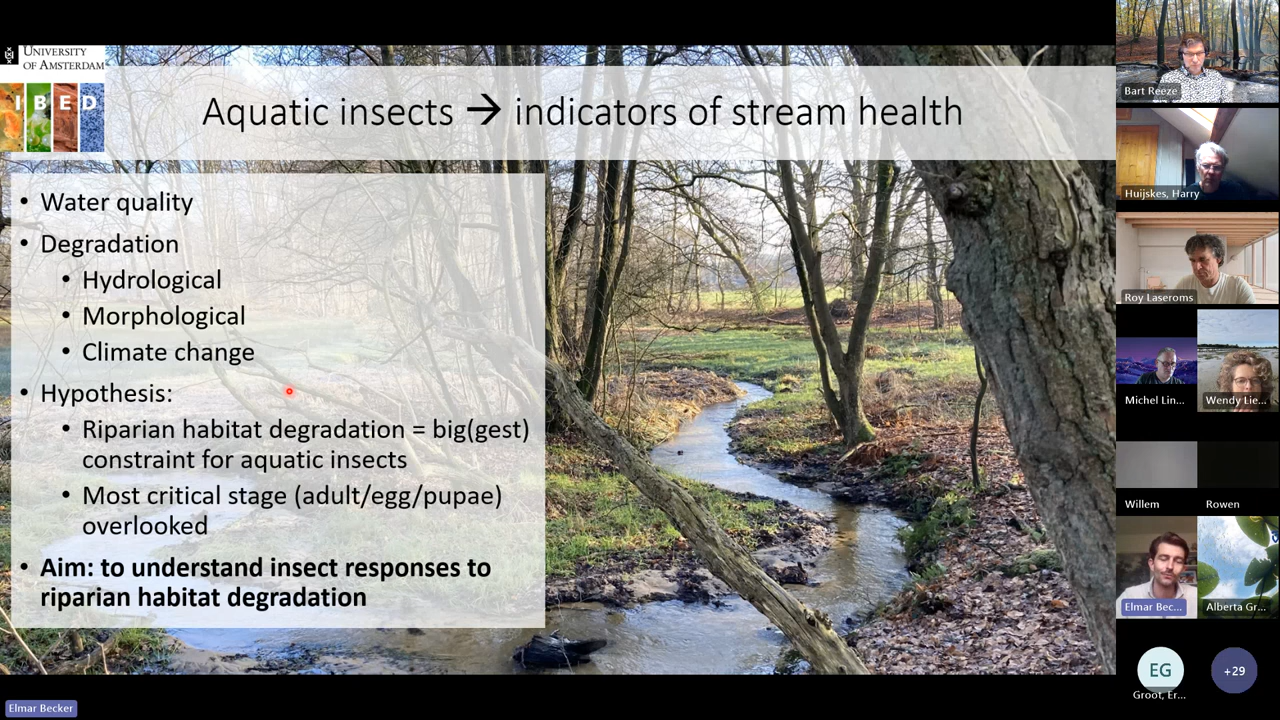 UNIVERSITY
OF AMSTERDAM
I B E D
Aquatic insects → indicators of stream health
• Water quality
• Degradation
• Hydrological
• Morphological
• Climate change
• Hypothesis:
• Riparian habitat degradation = big(gest)
constraint for aquatic insects
• Most critical stage (adult/egg/pupae)
overlooked
• Aim: to understand insect responses to
riparian habitat degradation
Elmar Becker
Bart Reeze
Huijskes, Harry
Roy Laseroms
Michel Lin...
Wendy Lie...
Willem
Rowen
Elmar Bec...
Alberta Gr...
EG
Groot, Er...
+29